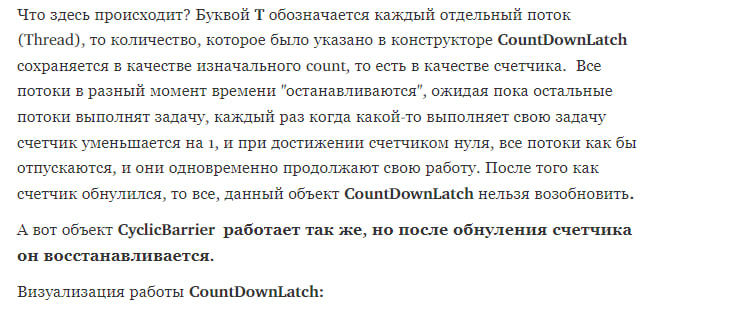 Что здесь происходит? Буквой T обозначается каждый отдельный поток
(Thread), то количество, которое было указано в конструкторе CountDownLatch
сохраняется в качестве изначального count, то есть в качестве счетчика.  Все
потоки в разный момент времени "останавливаются", ожидая пока остальные
потоки выполнят задачу, каждый раз когда какой-то выполняет свою задачу
счетчик уменьшается на 1, и при достижении счетчиком нуля, все потоки как бы
отпускаются, и они одновременно продолжают свою работу. После того как
счетчик обнулился, то все, данный объект CountDownLatch нельзя возобновить.
А вот объект CyclicBarrier  работает так же, но после обнуления счетчика
он восстанавливается.
Визуализация работы CountDownLatch: